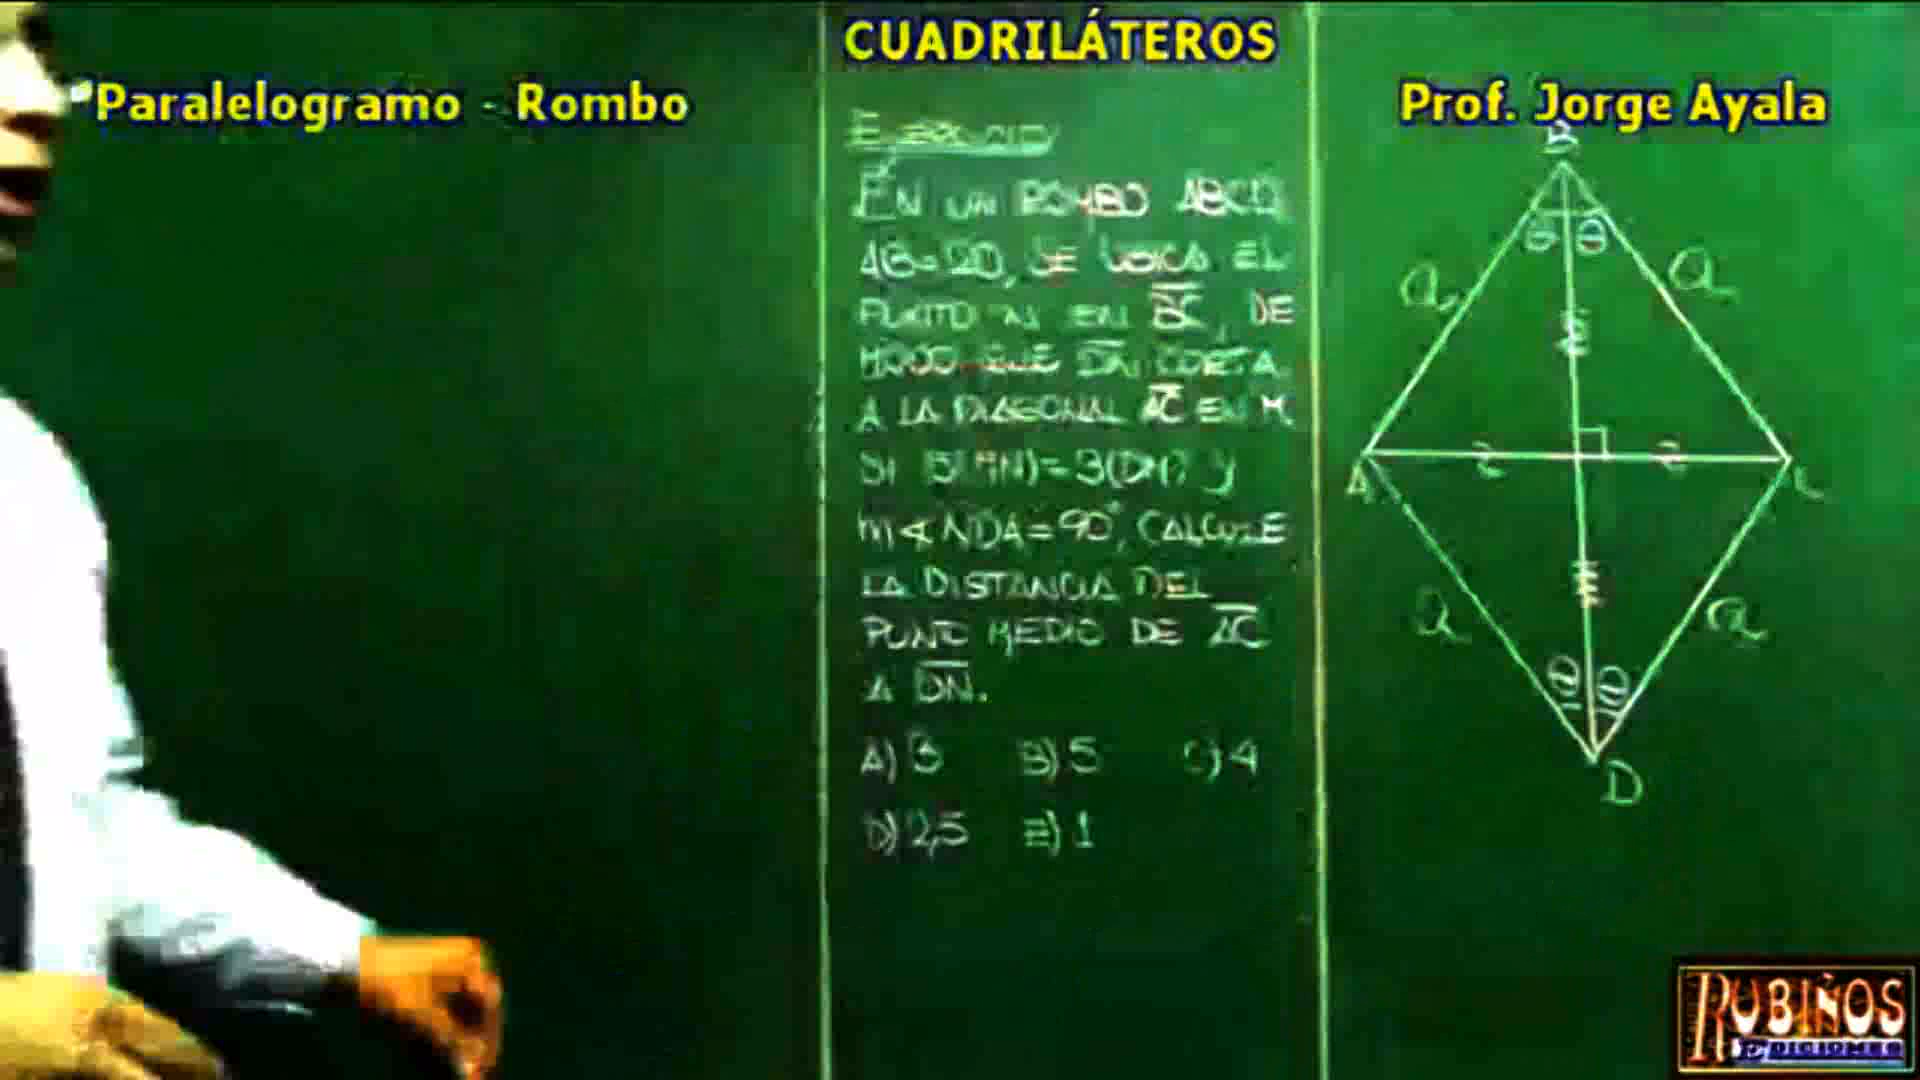 CUADRILÁTEROS
Paralelogramo - Rombo
Prof. Jorge Ayala
EN UN ROMBO ABCD,
AB=20, SE UBICA EL
PUNTO N EN BC, DE
MODO QUE DN CORTA
A LA DIAGONAL AC EN M.
SI 5(MN)=3(DM) y
m∢NDA=90°, CALCULE
LA DISTANCIA DEL
PUNTO MEDIO DE AC
A DN.
A) 3 B) 5 C) 4
D) 2,5 E) 1
B
θ θ
a a
A C
a a
θ θ
D
RUBIÑOS
EDICIONES